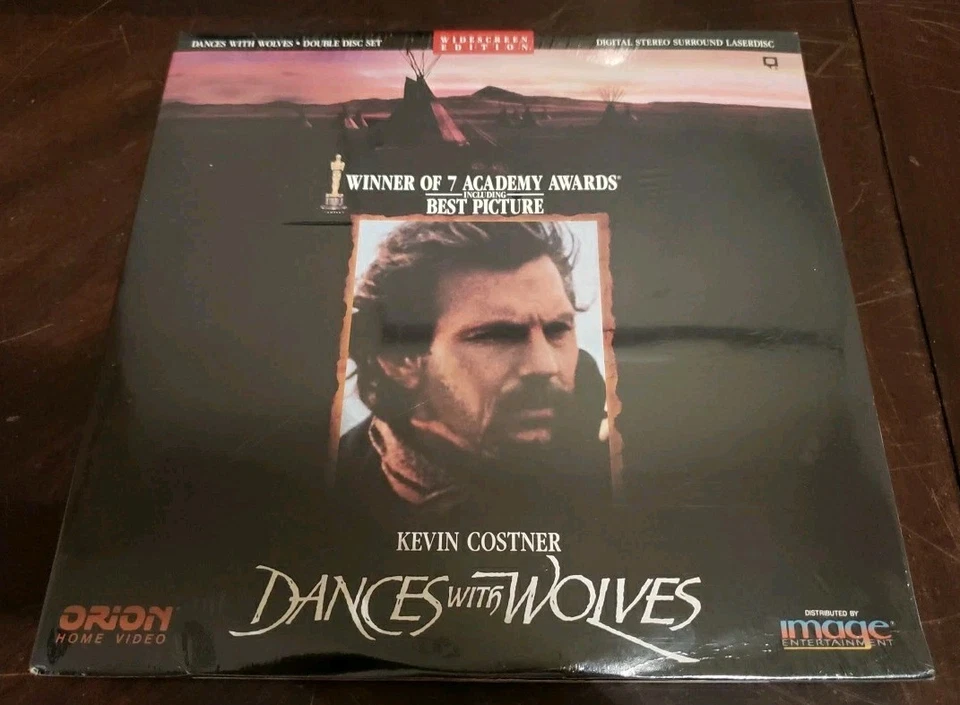 DANCES WITH WOLVES • DOUBLE DISC SET
WIDESCREEN
EDITION
DIGITAL STEREO SURROUND LASERDISC
WINNER OF 7 ACADEMY AWARDS®
INCLUDING
BEST PICTURE
KEVIN COSTNER
DANCES WITH WOLVES
ORION
HOME VIDEO
DISTRIBUTED BY
image
ENTERTAINMENT